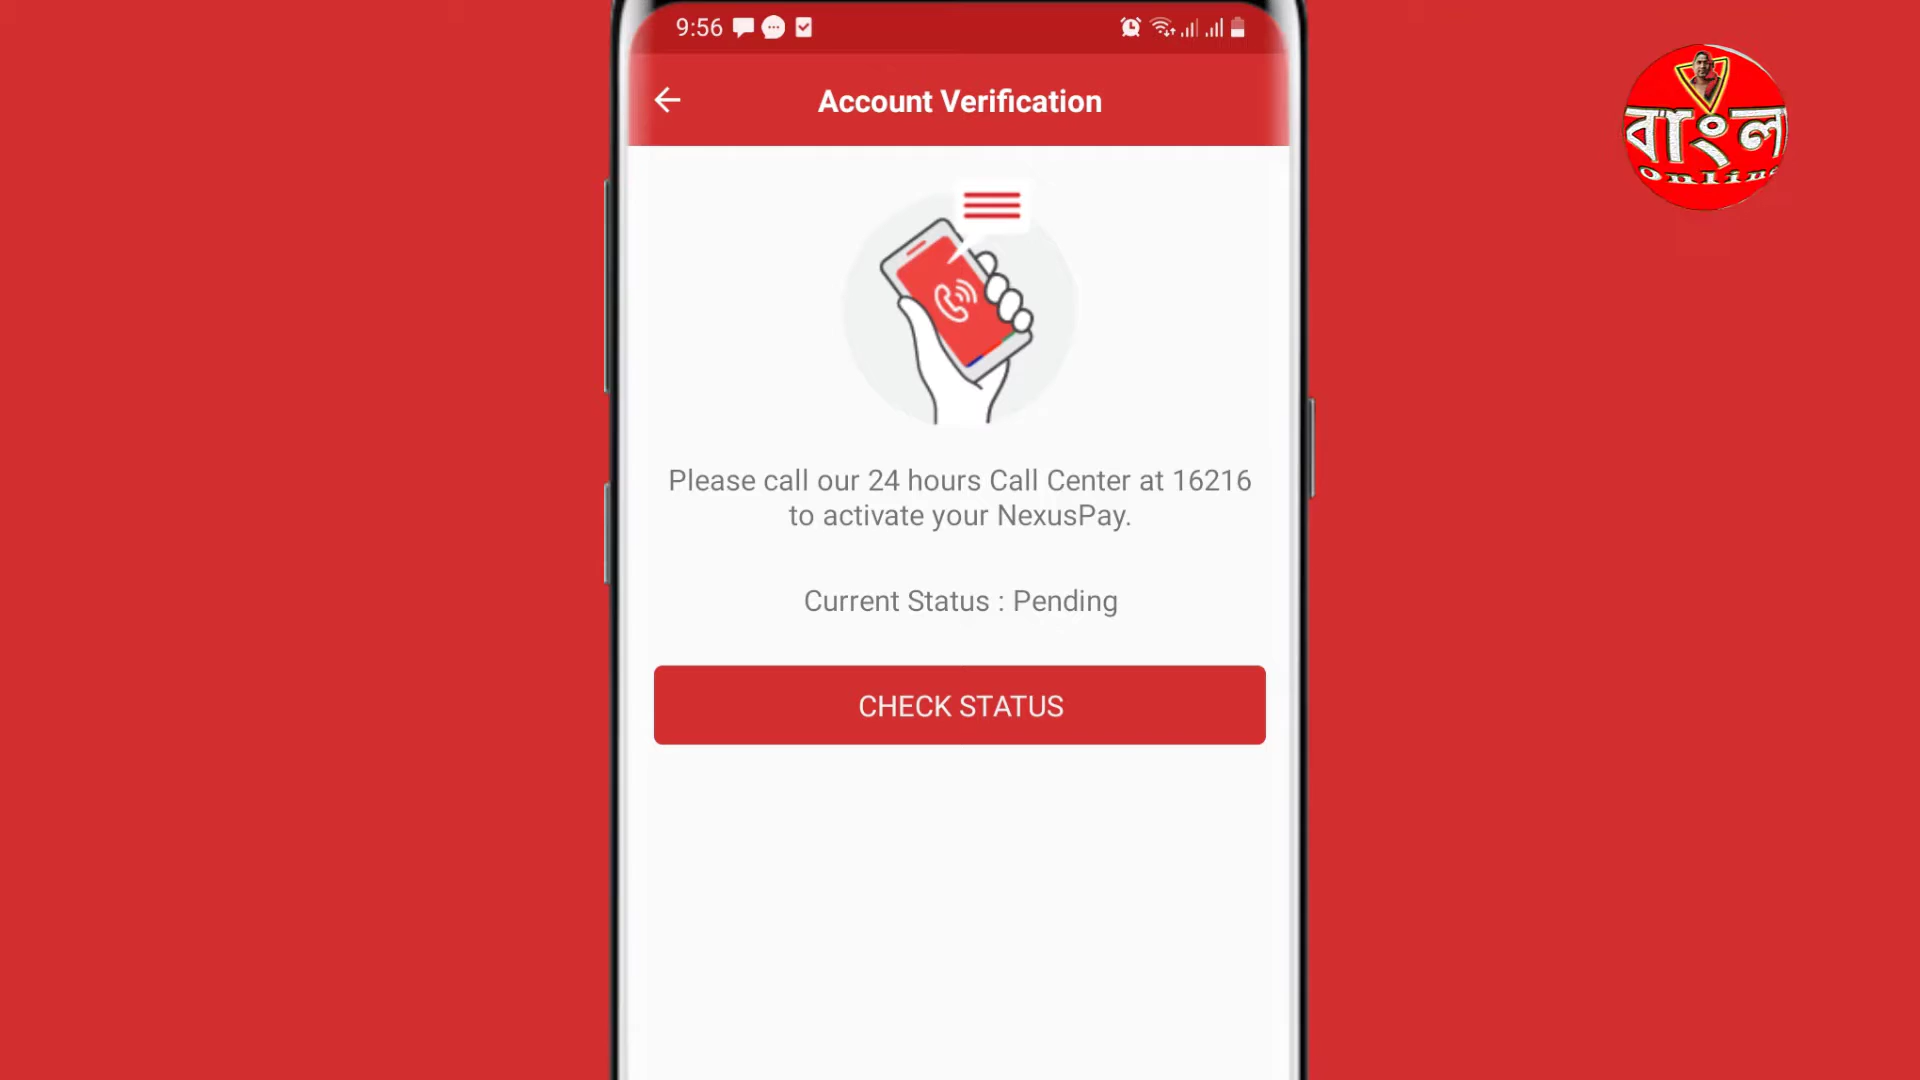 9:56
Account Verification
বাংলা
Online
Please call our 24 hours Call Center at 16216
to activate your NexusPay.
Current Status : Pending
CHECK STATUS